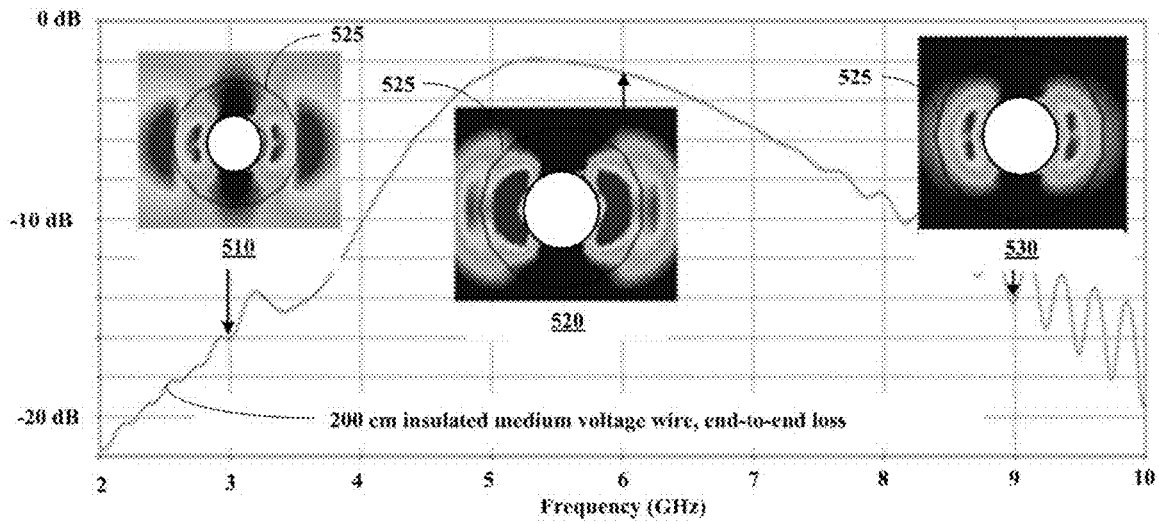 0 dB
525
525
525
-10 dB
510
520
530
-20 dB
200 cm insulated medium voltage wire, end-to-end loss
2 3 4 5 6 7 8 9 10
Frequency (GHz)